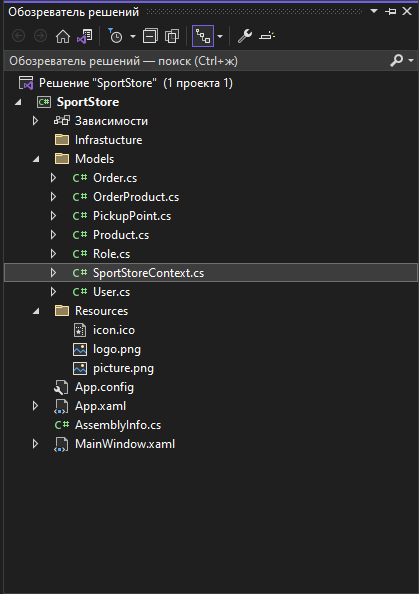 Обозреватель решений
Обозреватель решений — поиск (Ctrl+ж)
Решение "SportStore" (1 проекта 1)
C# SportStore
Зависимости
Infrastucture
Models
C# Order.cs
C# OrderProduct.cs
C# PickupPoint.cs
C# Product.cs
C# Role.cs
C# SportStoreContext.cs
C# User.cs
Resources
icon.ico
logo.png
picture.png
App.config
App.xaml
C# AssemblyInfo.cs
MainWindow.xaml